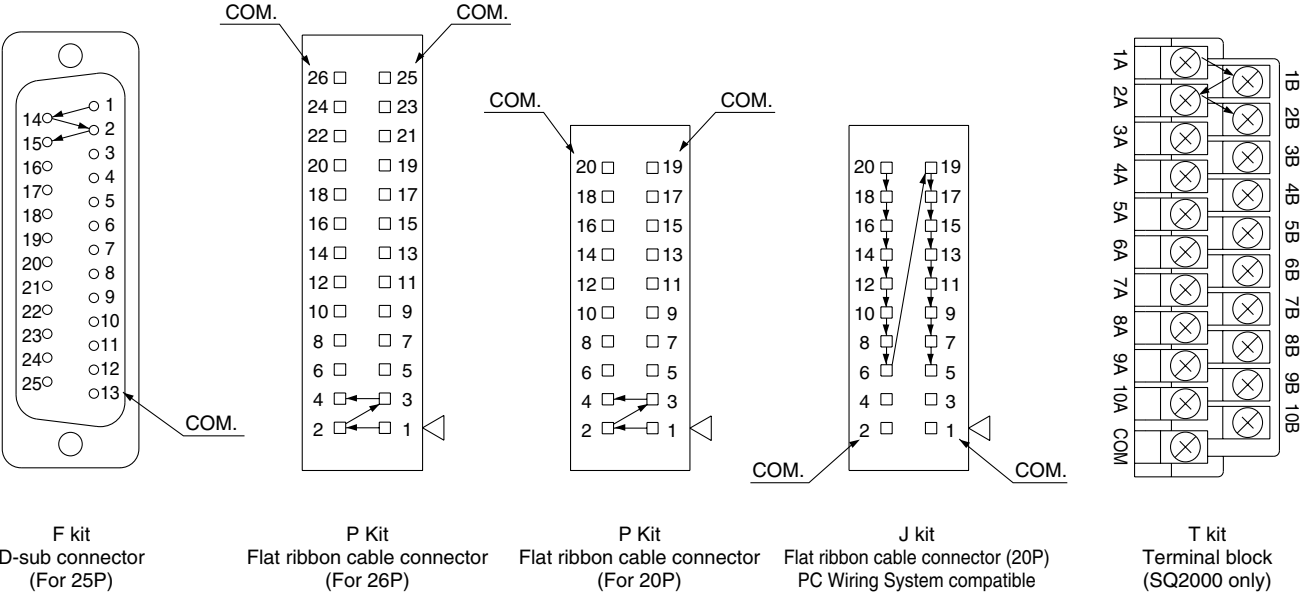 COM.
COM.
26
25
24
23
22
21
20
19
18
17
16
15
14
13
12
11
10
9
8
7
6
5
4
3
2
1
1
14
2
15
3
16
4
17
5
18
6
19
7
20
8
21
9
22
10
23
11
24
12
25
13
COM.
COM.
COM.
20
19
18
17
16
15
14
13
12
11
10
9
8
7
6
5
4
3
2
1
20
19
18
17
16
15
14
13
12
11
10
9
8
7
6
5
4
3
2
1
COM.
COM.
1A
2A
3A
4A
5A
6A
7A
8A
9A
10A
COM
1B
2B
3B
4B
5B
6B
7B
8B
9B
10B
F kit
D-sub connector
(For 25P)
P Kit
Flat ribbon cable connector
(For 26P)
P Kit
Flat ribbon cable connector
(For 20P)
J kit
Flat ribbon cable connector (20P)
PC Wiring System compatible
T kit
Terminal block
(SQ2000 only)